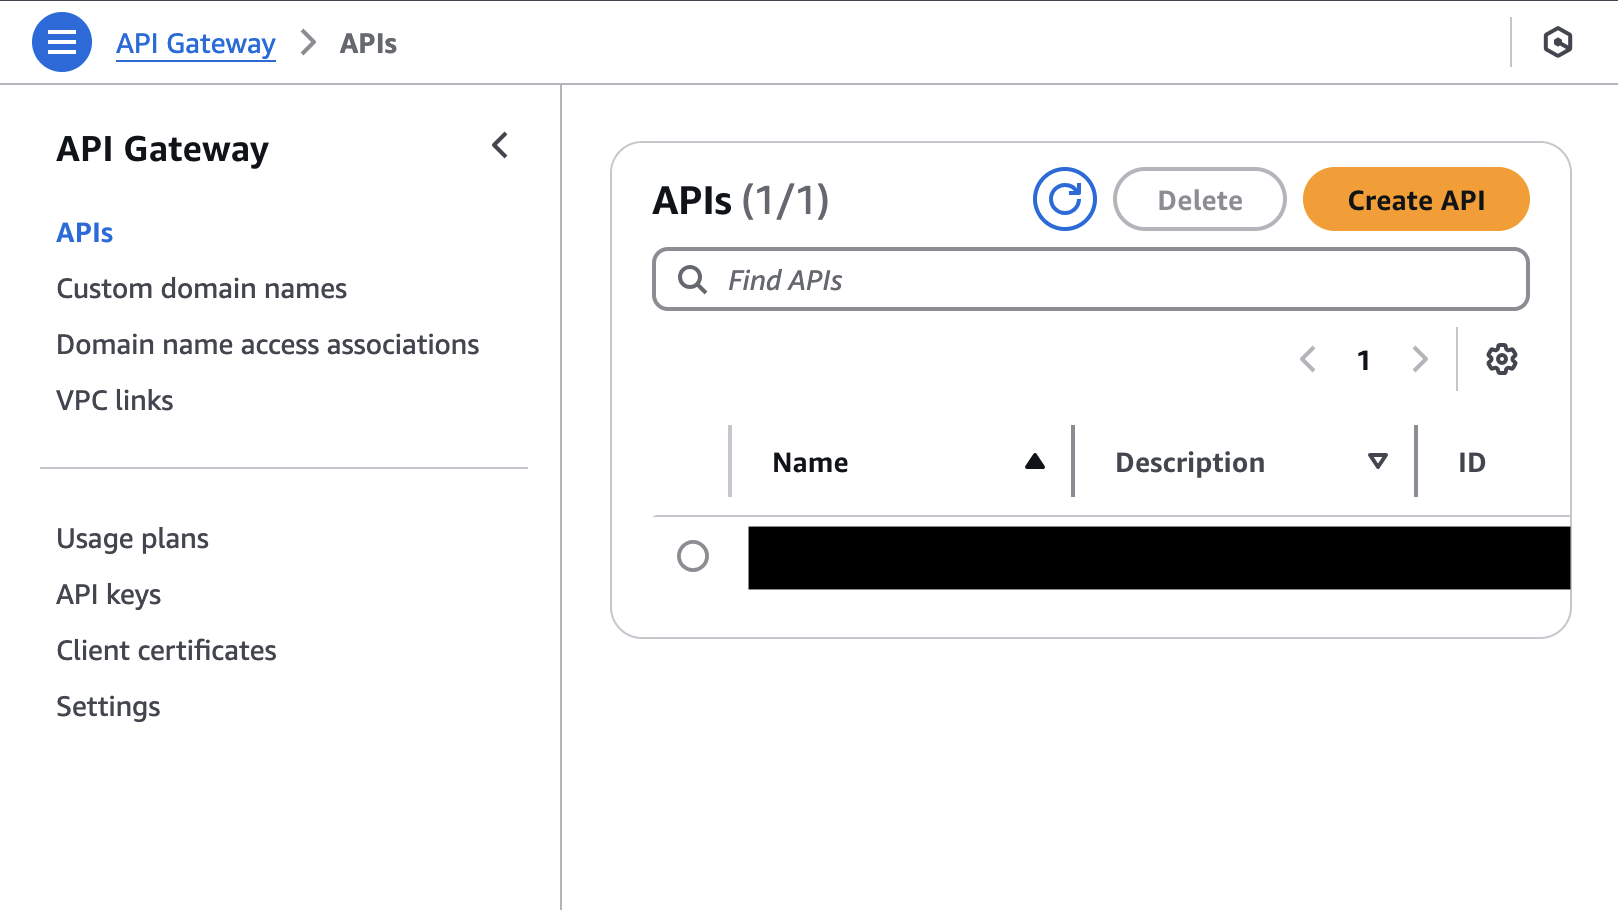 API Gateway > APIs
API Gateway
APIs
Custom domain names
Domain name access associations
VPC links
Usage plans
API keys
Client certificates
Settings
APIs (1/1)
Delete
Create API
Find APIs
1
Name
Description
ID